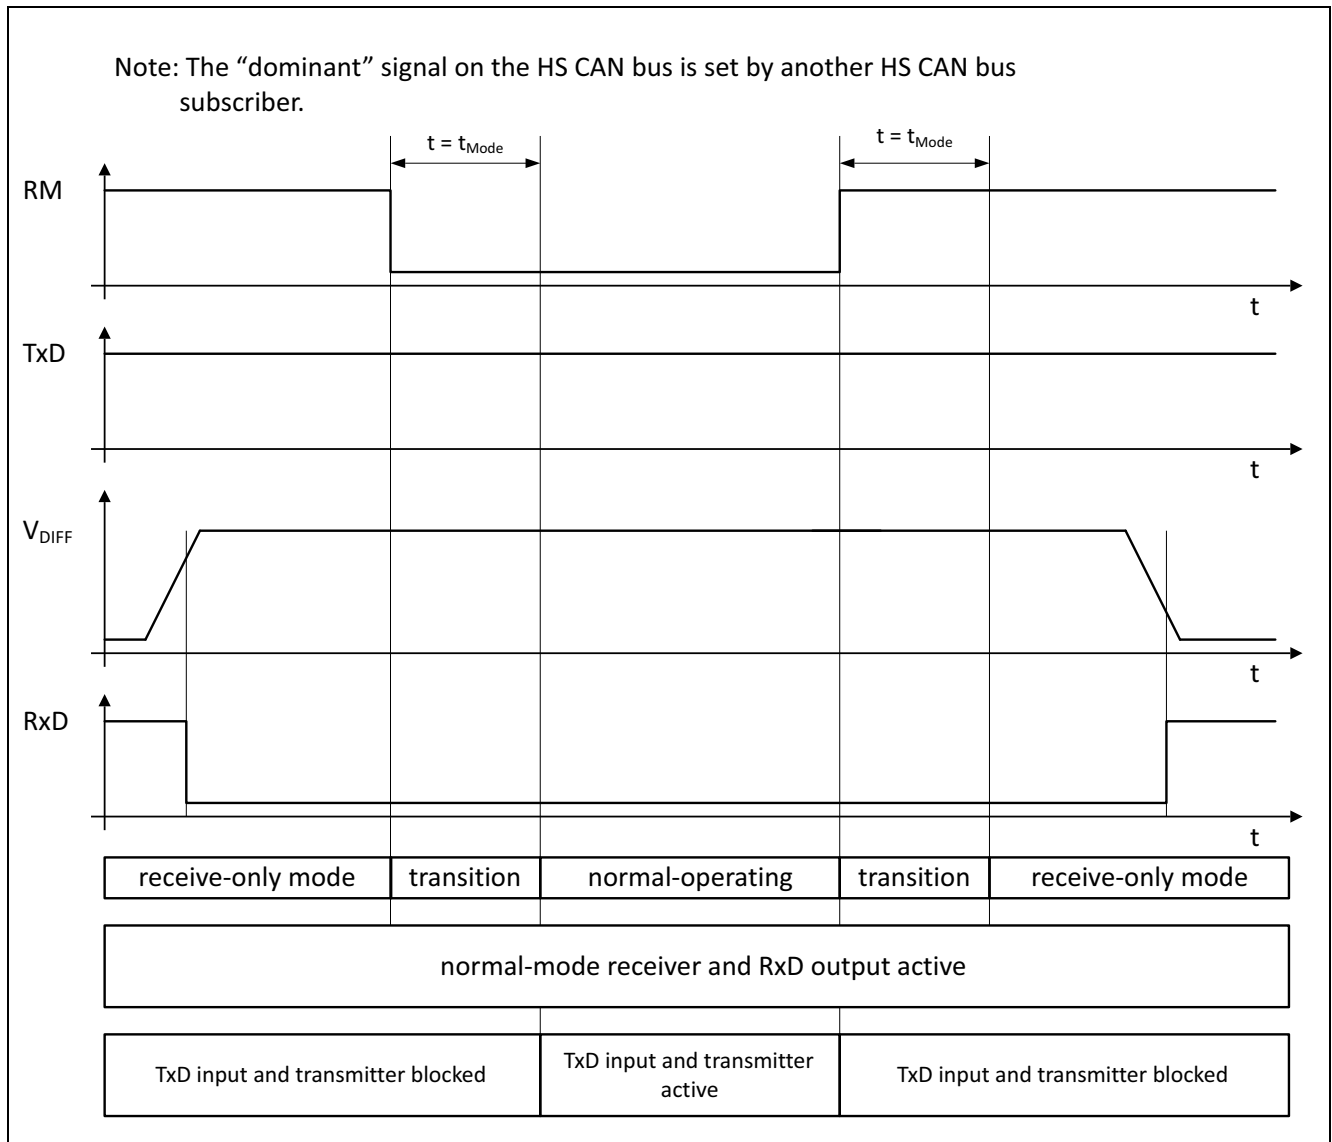 Note: The “dominant” signal on the HS CAN bus is set by another HS CAN bus
subscriber.
t = tMode
t = tMode
RM
t
TxD
t
VDIFF
t
RxD
t
receive-only mode
transition
normal-operating
transition
receive-only mode
normal-mode receiver and RxD output active
TxD input and transmitter blocked
TxD input and transmitter
active
TxD input and transmitter blocked